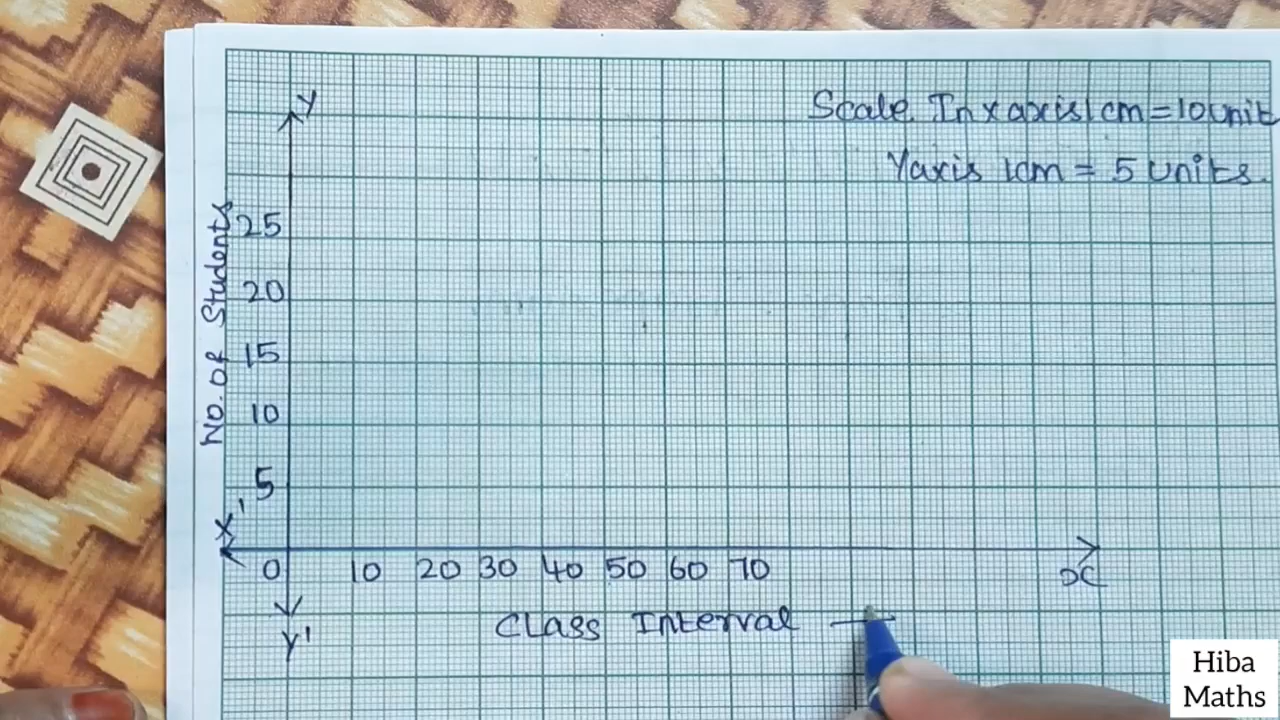 Y
Scale. In x axis 1cm = 10 unit
Y axis 1cm = 5 units.
No. of Students
25
20
15
10
5
X'
0 10 20 30 40 50 60 70
x
Class Interval
Y'
Hiba
Maths